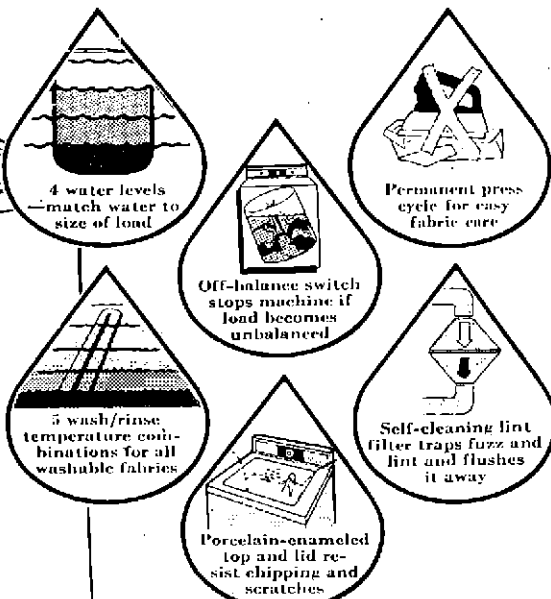 4 water levels
—match water to
size of load
Permanent press
cycle for easy
fabric care
Off-balance switch
stops machine if
load becomes
unbalanced
5 wash/rinse
temperature com-
binations for all
washable fabrics
Self-cleaning lint
filter traps fuzz and
lint and flushes
it away
Porcelain-enameled
top and lid re-
sist chipping and
scratches